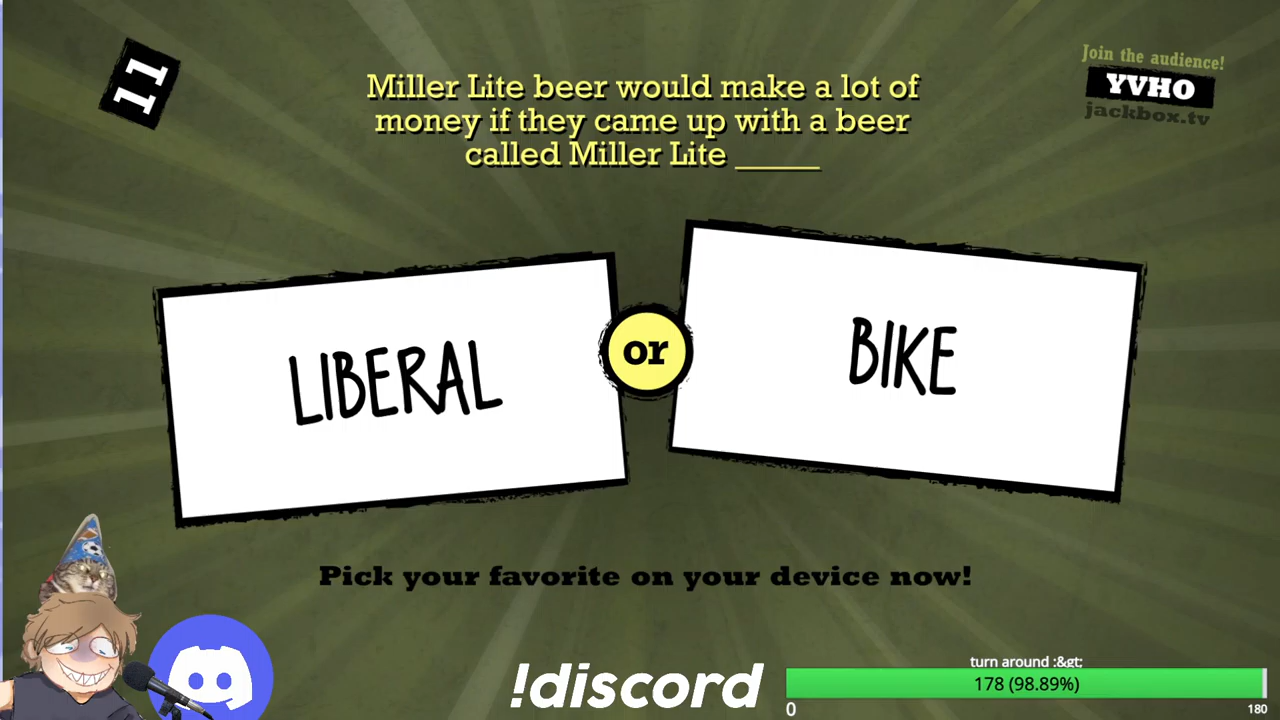 11
Miller Lite beer would make a lot of
money if they came up with a beer
called Miller Lite _____
Join the audience!
YVHO
jackbox.tv
LIBERAL
or
BIKE
Pick your favorite on your device now!
!discord
turn around :&gt;
178 (98.89%)
0
180